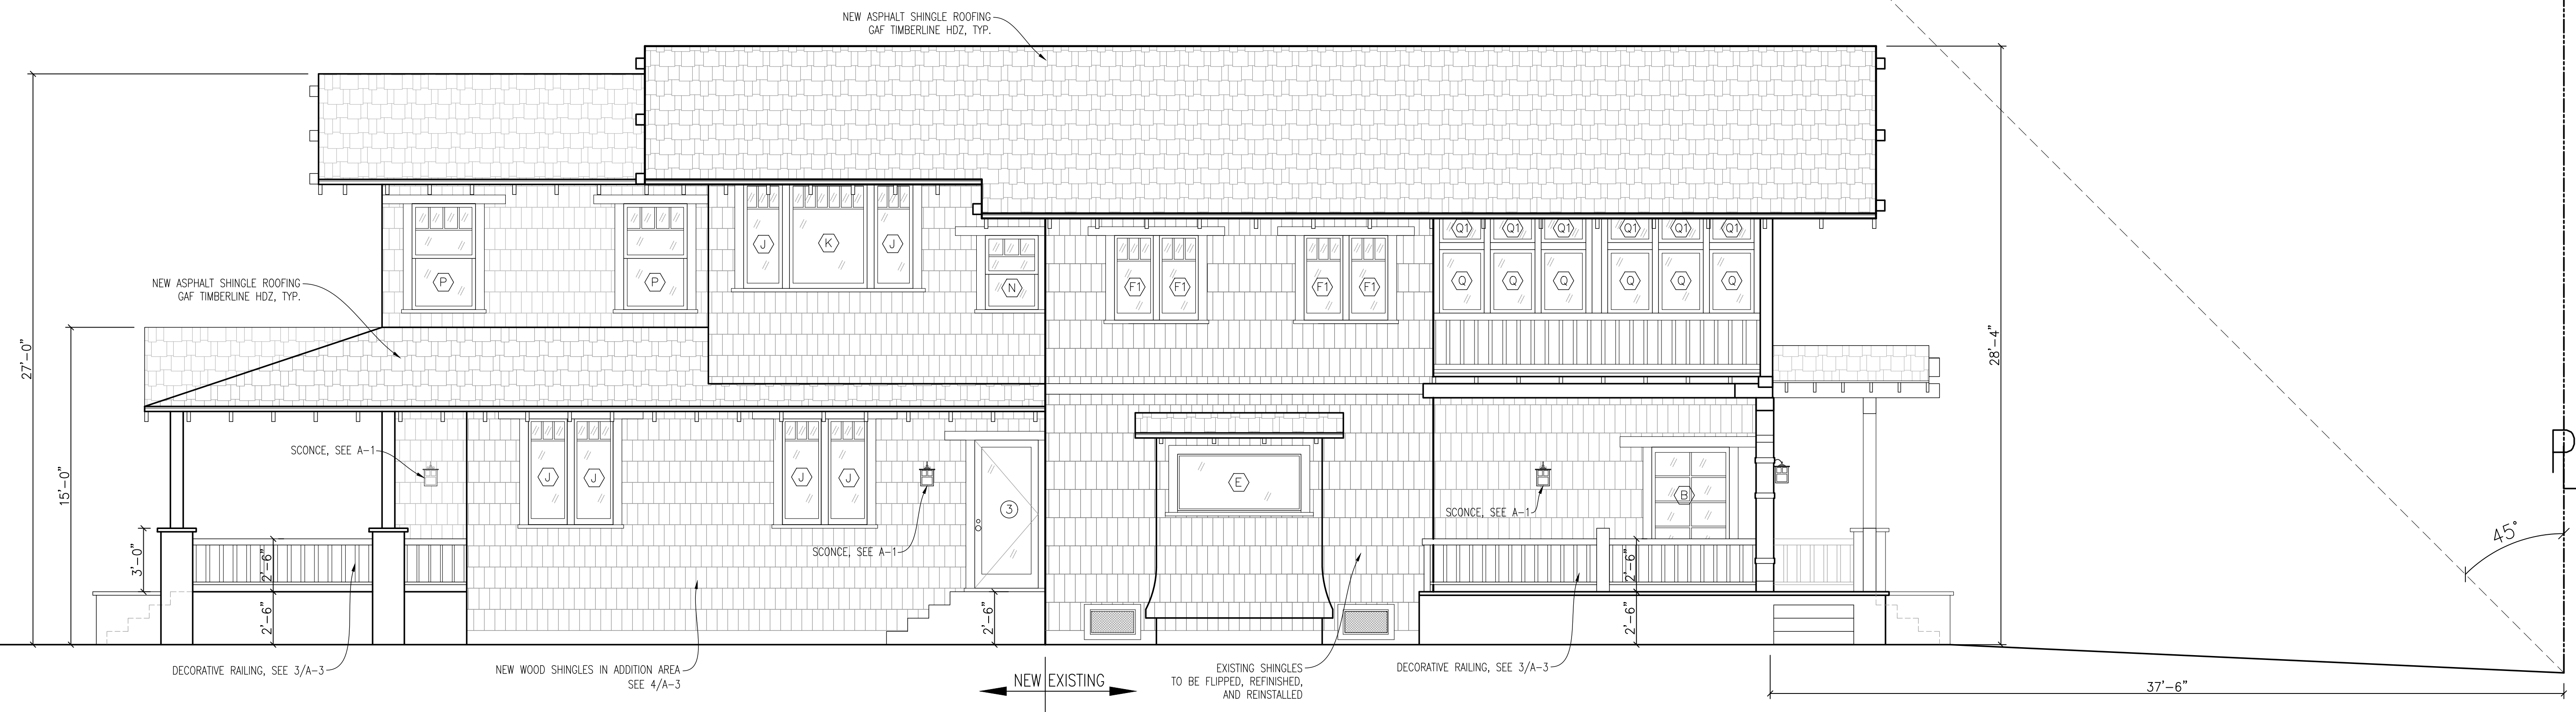 NEW ASPHALT SHINGLE ROOFING
GAF TIMBERLINE HDZ, TYP.
27'-0"
28'-4"
J
K
J
N
P
P
F1
F1
F1
F1
Q1
Q1
Q1
Q1
Q1
Q1
Q
Q
Q
Q
Q
Q
NEW ASPHALT SHINGLE ROOFING
GAF TIMBERLINE HDZ, TYP.
15'-0"
SCONCE, SEE A-1
J
J
J
J
3
E
B
SCONCE, SEE A-1
SCONCE, SEE A-1
P
45°
3'-0"
2'-6"
2'-6"
2'-6"
2'-6"
2'-6"
DECORATIVE RAILING, SEE 3/A-3
NEW WOOD SHINGLES IN ADDITION AREA
SEE 4/A-3
NEW
EXISTING
EXISTING SHINGLES
TO BE FLIPPED, REFINISHED,
AND REINSTALLED
DECORATIVE RAILING, SEE 3/A-3
37'-6"